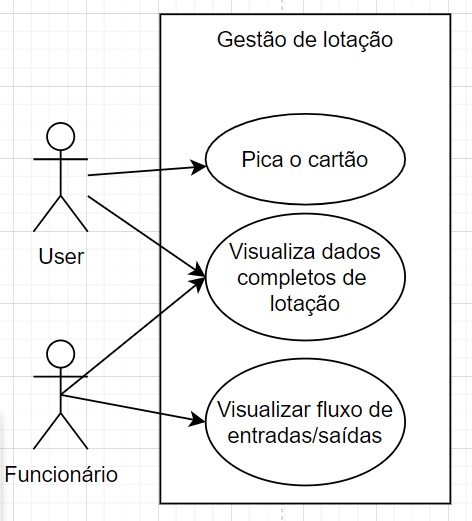 Gestão de lotação
Pica o cartão
User
Visualiza dados
completos de
lotação
Visualizar fluxo de
entradas/saídas
Funcionário